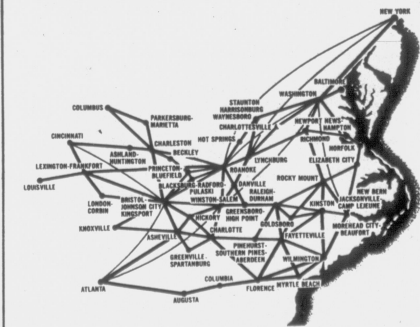 NEW YORK
BALTIMORE
WASHINGTON
STAUNTON
HARRISONBURG
WAYNESBORO
CHARLOTTESVILLE
COLUMBUS
PARKERSBURG-
MARIETTA
NEWPORT NEWS-
HAMPTON
RICHMOND
NORFOLK
CINCINNATI
HOT SPRINGS
CHARLESTON
ASHLAND-
HUNTINGTON
BECKLEY
LYNCHBURG
ELIZABETH CITY
LEXINGTON-FRANKFORT
PRINCETON-
BLUEFIELD
ROANOKE
LOUISVILLE
BLACKSBURG-RADFORD-
PULASKI
DANVILLE
RALEIGH-
DURHAM
ROCKY MOUNT
NEW BERN
LONDON-
CORBIN
BRISTOL
JOHNSON CITY
KINGSPORT
WINSTON-SALEM
GREENSBORO-
HIGH POINT
KINSTON
JACKSONVILLE
CAMP LEJEUNE
HICKORY
GOLDSBORO
MOREHEAD CITY-
BEAUFORT
KNOXVILLE
ASHEVILLE
CHARLOTTE
FAYETTEVILLE
PINEHURST-
SOUTHERN PINES-
ABERDEEN
GREENVILLE
SPARTANBURG
WILMINGTON
COLUMBIA
ATLANTA
AUGUSTA
FLORENCE
MYRTLE BEACH